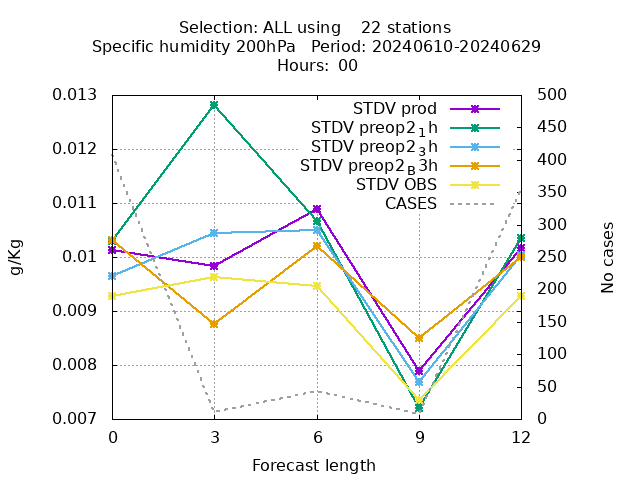 Selection: ALL using    22 stations
Specific humidity 200hPa   Period: 20240610-20240629
Hours: 00
0.013
0.012
0.011
0.01
0.009
0.008
0.007
g/Kg
500
450
400
350
300
250
200
150
100
50
0
No cases
STDV prod
STDV preop2₁h
STDV preop2₃h
STDV preop2_B3h
STDV OBS
CASES
0 3 6 9 12
Forecast length